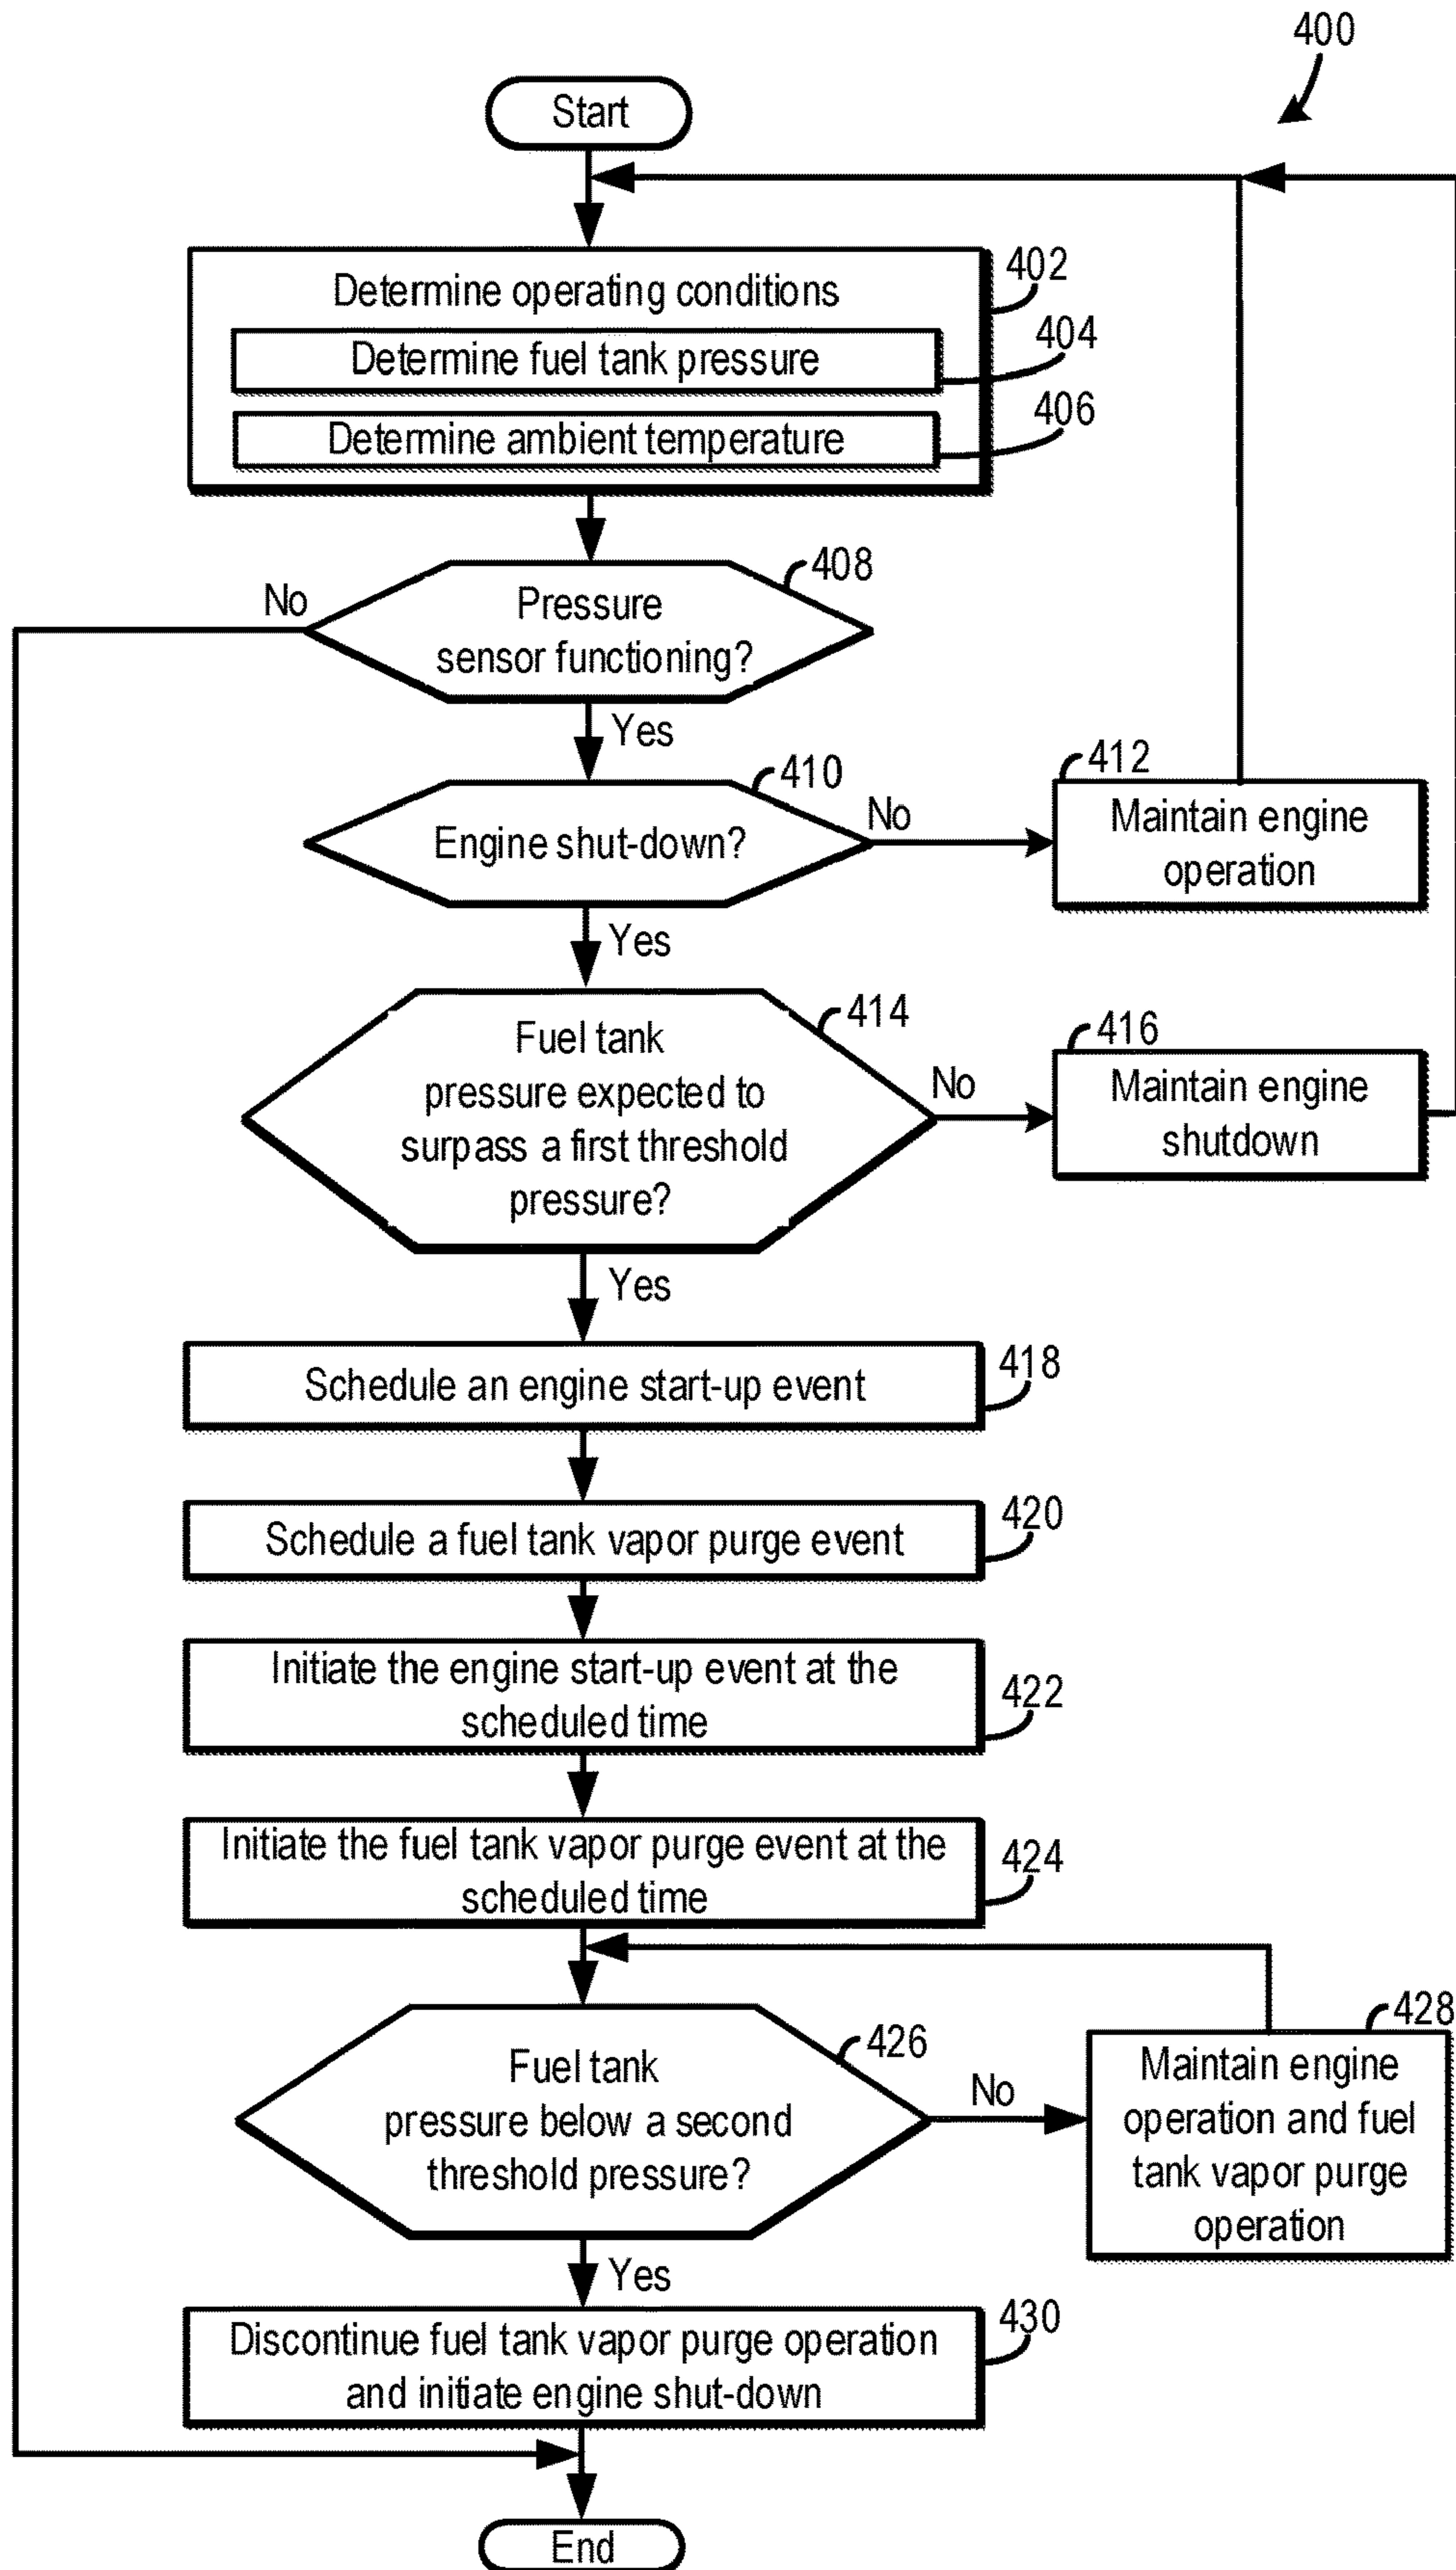 400
Start
Determine operating conditions
402
Determine fuel tank pressure
404
Determine ambient temperature
406
Pressure
sensor functioning?
408
No
Yes
Engine shut-down?
410
No
412
Maintain engine
operation
Yes
Fuel tank
pressure expected to
surpass a first threshold
pressure?
414
No
416
Maintain engine
shutdown
Yes
Schedule an engine start-up event
418
Schedule a fuel tank vapor purge event
420
Initiate the engine start-up event at the
scheduled time
422
Initiate the fuel tank vapor purge event at the
scheduled time
424
Fuel tank
pressure below a second
threshold pressure?
426
No
428
Maintain engine
operation and fuel
tank vapor purge
operation
Yes
Discontinue fuel tank vapor purge operation
and initiate engine shut-down
430
End